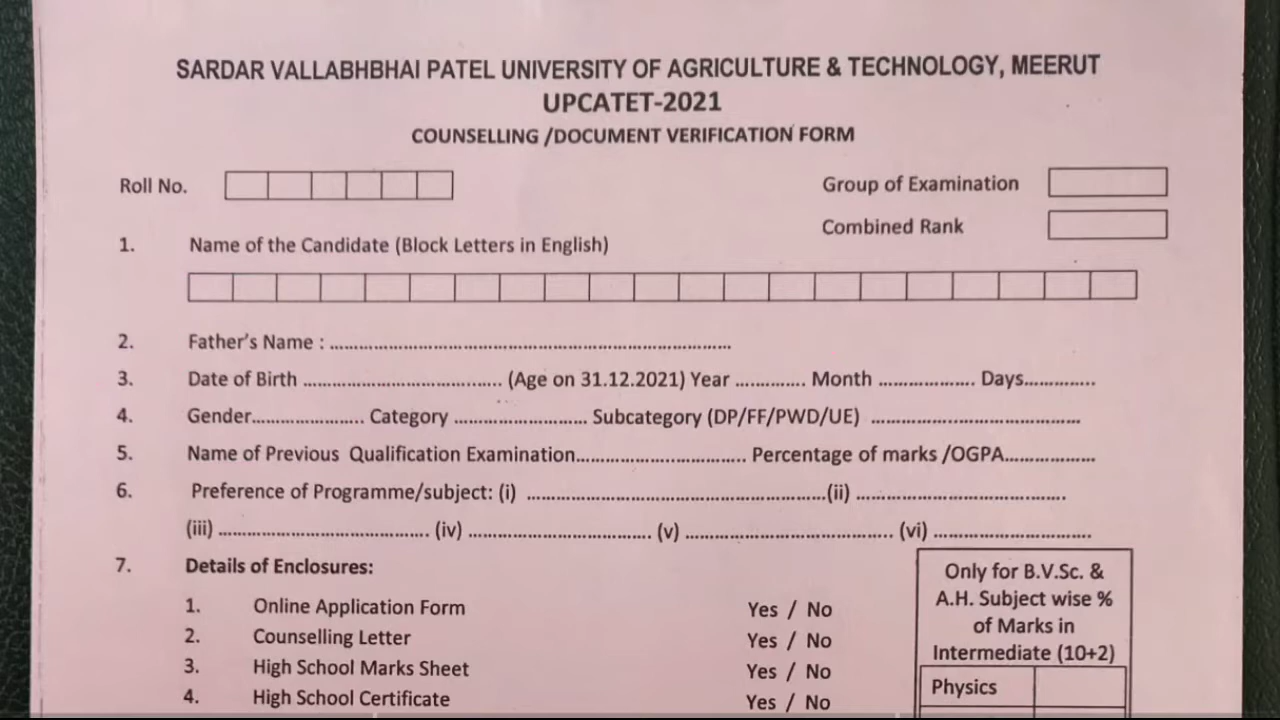 SARDAR VALLABHBHAI PATEL UNIVERSITY OF AGRICULTURE & TECHNOLOGY, MEERUT
UPCATET-2021
COUNSELLING /DOCUMENT VERIFICATION FORM
Roll No.
Group of Examination
Combined Rank
1. Name of the Candidate (Block Letters in English)
2. Father's Name : ........................................
3. Date of Birth .................... (Age on 31.12.2021) Year ............ Month .................. Days..............
4. Gender..................... Category ......................... Subcategory (DP/FF/PWD/UE) ........................................
5. Name of Previous Qualification Examination................................ Percentage of marks /OGPA..................
6. Preference of Programme/subject: (i) ........................................(ii) ........................................
(iii) ........................................ (iv) ........................................ (v) ........................................ (vi) ..............................
7. Details of Enclosures:
1. Online Application Form Yes / No
2. Counselling Letter Yes / No
3. High School Marks Sheet Yes / No
4. High School Certificate Yes / No
Only for B.V.Sc. &
A.H. Subject wise %
of Marks in
Intermediate (10+2)
Physics